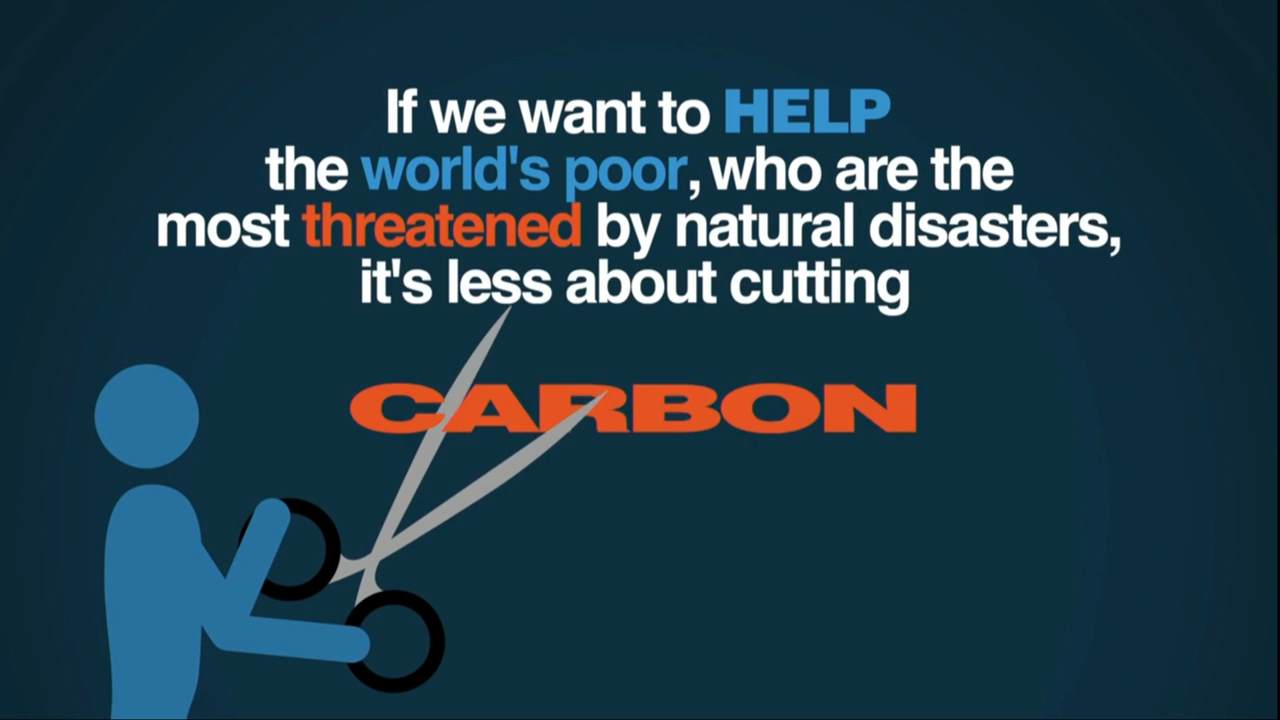 If we want to HELP
the world's poor, who are the
most threatened by natural disasters,
it's less about cutting
CARBON